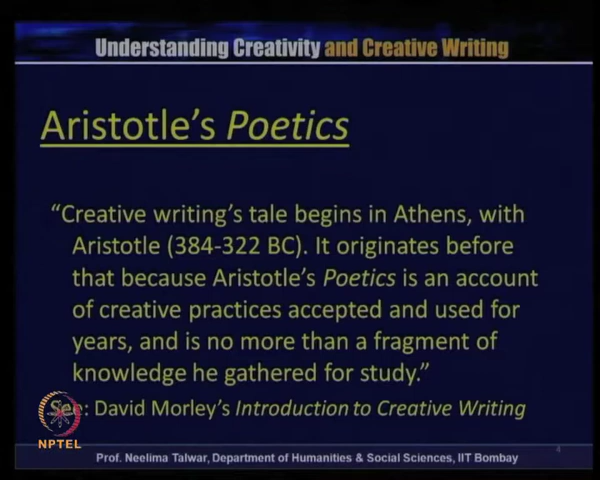 Understanding Creativity and Creative Writing
Aristotle's Poetics
“Creative writing's tale begins in Athens, with
Aristotle (384-322 BC). It originates before
that because Aristotle's Poetics is an account
of creative practices accepted and used for
years, and is no more than a fragment of
knowledge he gathered for study.”
See: David Morley's Introduction to Creative Writing
NPTEL
4
Prof. Neelima Talwar, Department of Humanities & Social Sciences, IIT Bombay